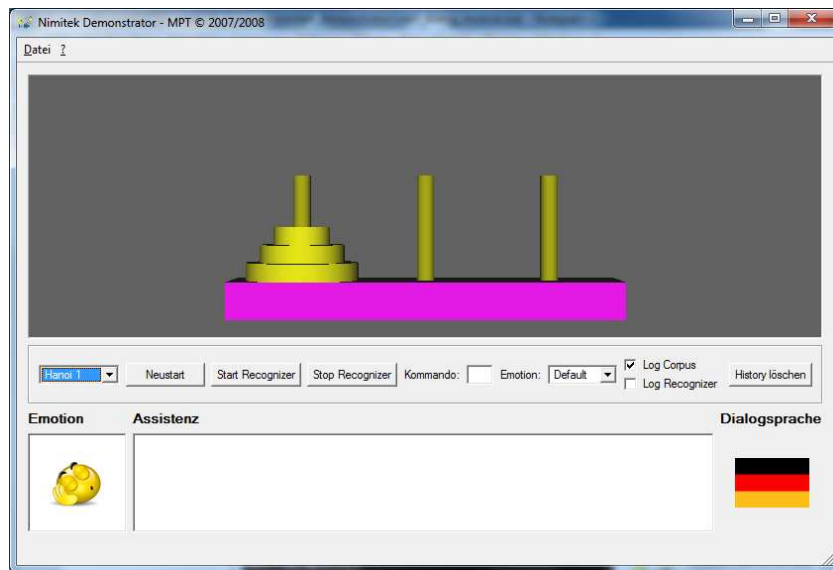 Nimitek Demonstrator - MPT © 2007/2008
Datei ?
Hanoi 1 Neustart Start Recognizer Stop Recognizer Kommando: Emotion: Default Log Corpus History löschen
Log Recognizer
Emotion Assistenz Dialogsprache